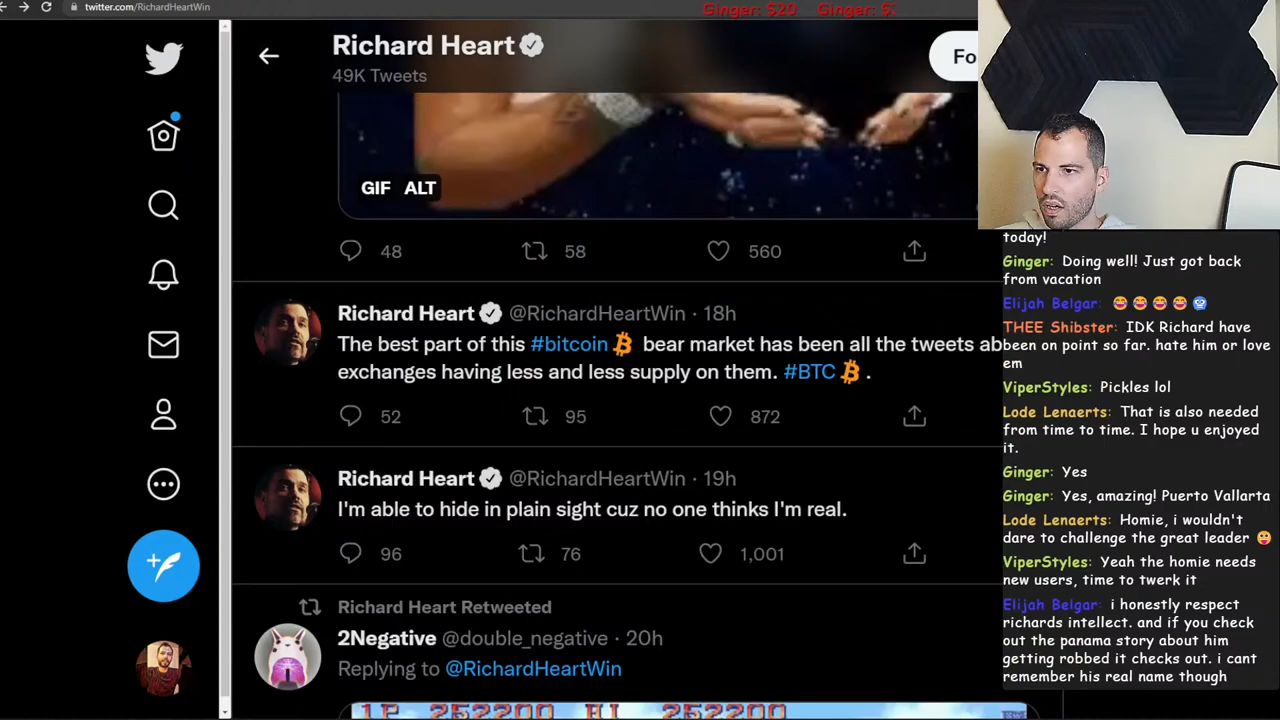 twitter.com/RichardHeartWin
Ginger: $20 Ginger: $2
Richard Heart
49K Tweets
Fo
GIF ALT
48 58 560
Richard Heart @RichardHeartWin · 18h
The best part of this #bitcoin bear market has been all the tweets ab
exchanges having less and less supply on them. #BTC .
52 95 872
Richard Heart @RichardHeartWin · 19h
I'm able to hide in plain sight cuz no one thinks I'm real.
96 76 1,001
Richard Heart Retweeted
2Negative @double_negative · 20h
Replying to @RichardHeartWin
1P 252200 HI 252200
today!
Ginger: Doing well! Just got back
from vacation
Elijah Belgar: 😂😂😂😂🥶
THEE Shibster: IDK Richard have
been on point so far. hate him or love
em
ViperStyles: Pickles lol
Lode Lenaerts: That is also needed
from time to time. I hope u enjoyed
it.
Ginger: Yes
Ginger: Yes, amazing! Puerto Vallarta
Lode Lenaerts: Homie, i wouldn't
dare to challenge the great leader 😛
ViperStyles: Yeah the homie needs
new users, time to twerk it
Elijah Belgar: i honestly respect
richards intellect. and if you check
out the panama story about him
getting robbed it checks out. i cant
remember his real name though